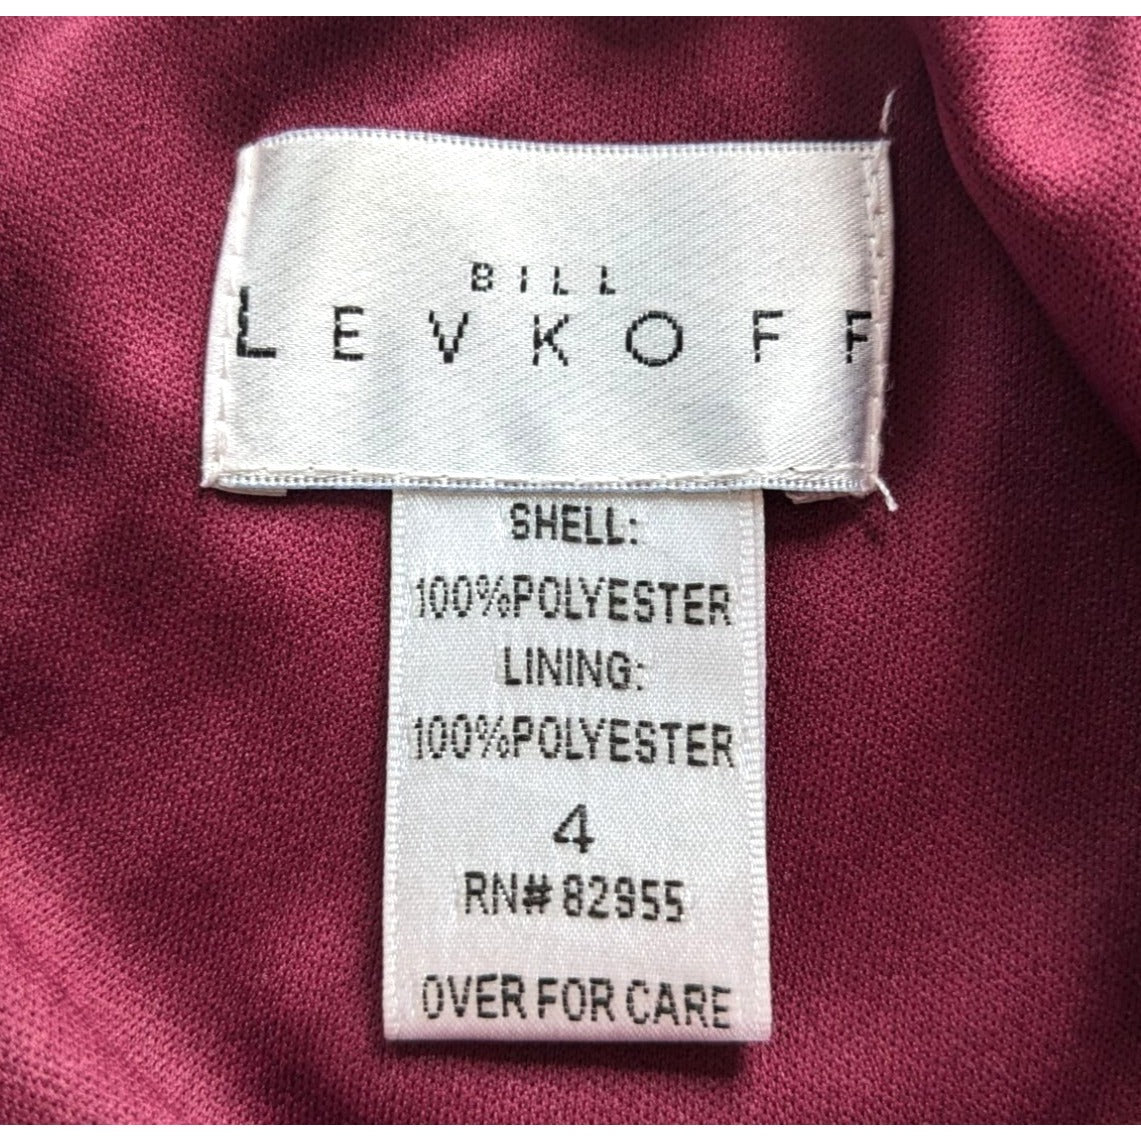 BILL
LEVKOFF
SHELL:
100%POLYESTER
LINING:
100%POLYESTER
4
RN# 82955
OVER FOR CARE